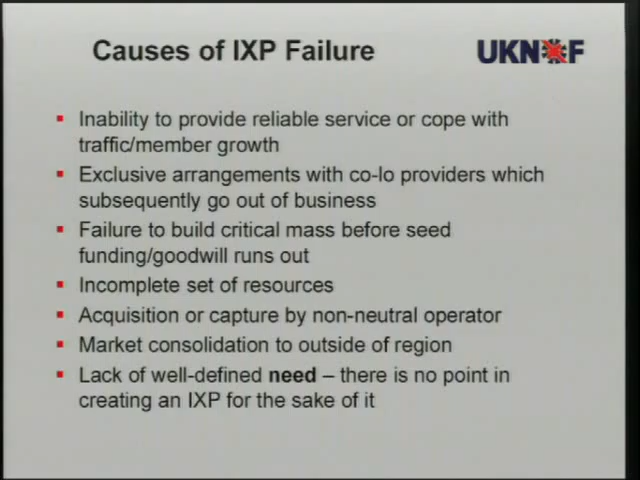 Causes of IXP Failure
UKNOF
▪ Inability to provide reliable service or cope with
traffic/member growth
▪ Exclusive arrangements with co-lo providers which
subsequently go out of business
▪ Failure to build critical mass before seed
funding/goodwill runs out
▪ Incomplete set of resources
▪ Acquisition or capture by non-neutral operator
▪ Market consolidation to outside of region
▪ Lack of well-defined need – there is no point in
creating an IXP for the sake of it